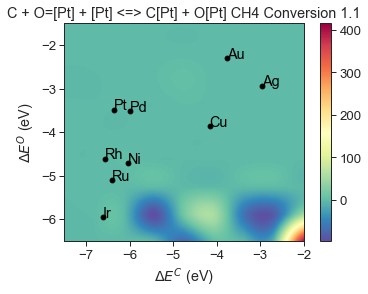 C + O=[Pt] + [Pt] <=> C[Pt] + O[Pt] CH4 Conversion 1.1
ΔE^O (eV)
−2
−3
−4
−5
−6
Au
Ag
Pt
Pd
Cu
Rh
Ni
Ru
Ir
−7
−6
−5
−4
−3
−2
ΔE^C (eV)
400
300
200
100
0